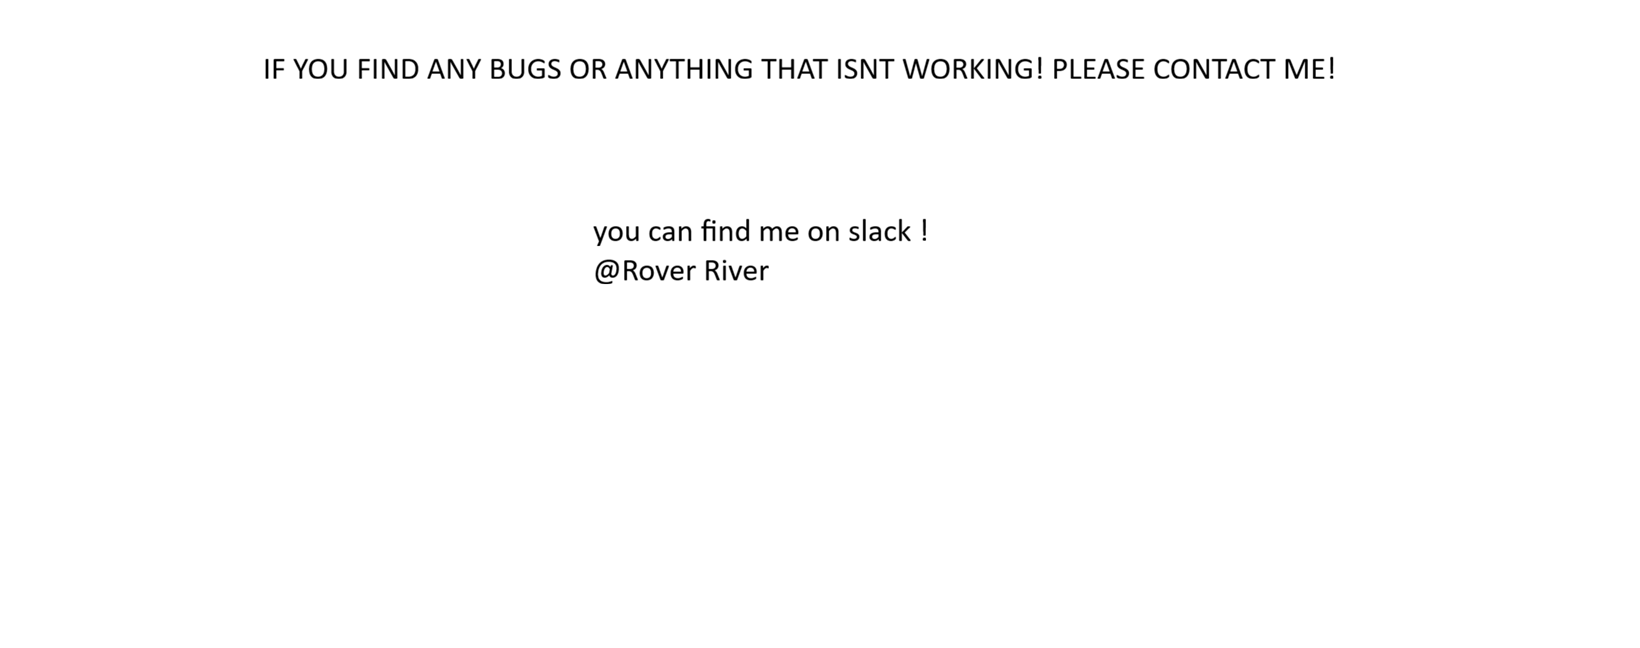 IF YOU FIND ANY BUGS OR ANYTHING THAT ISNT WORKING! PLEASE CONTACT ME!
you can find me on slack !
@Rover River